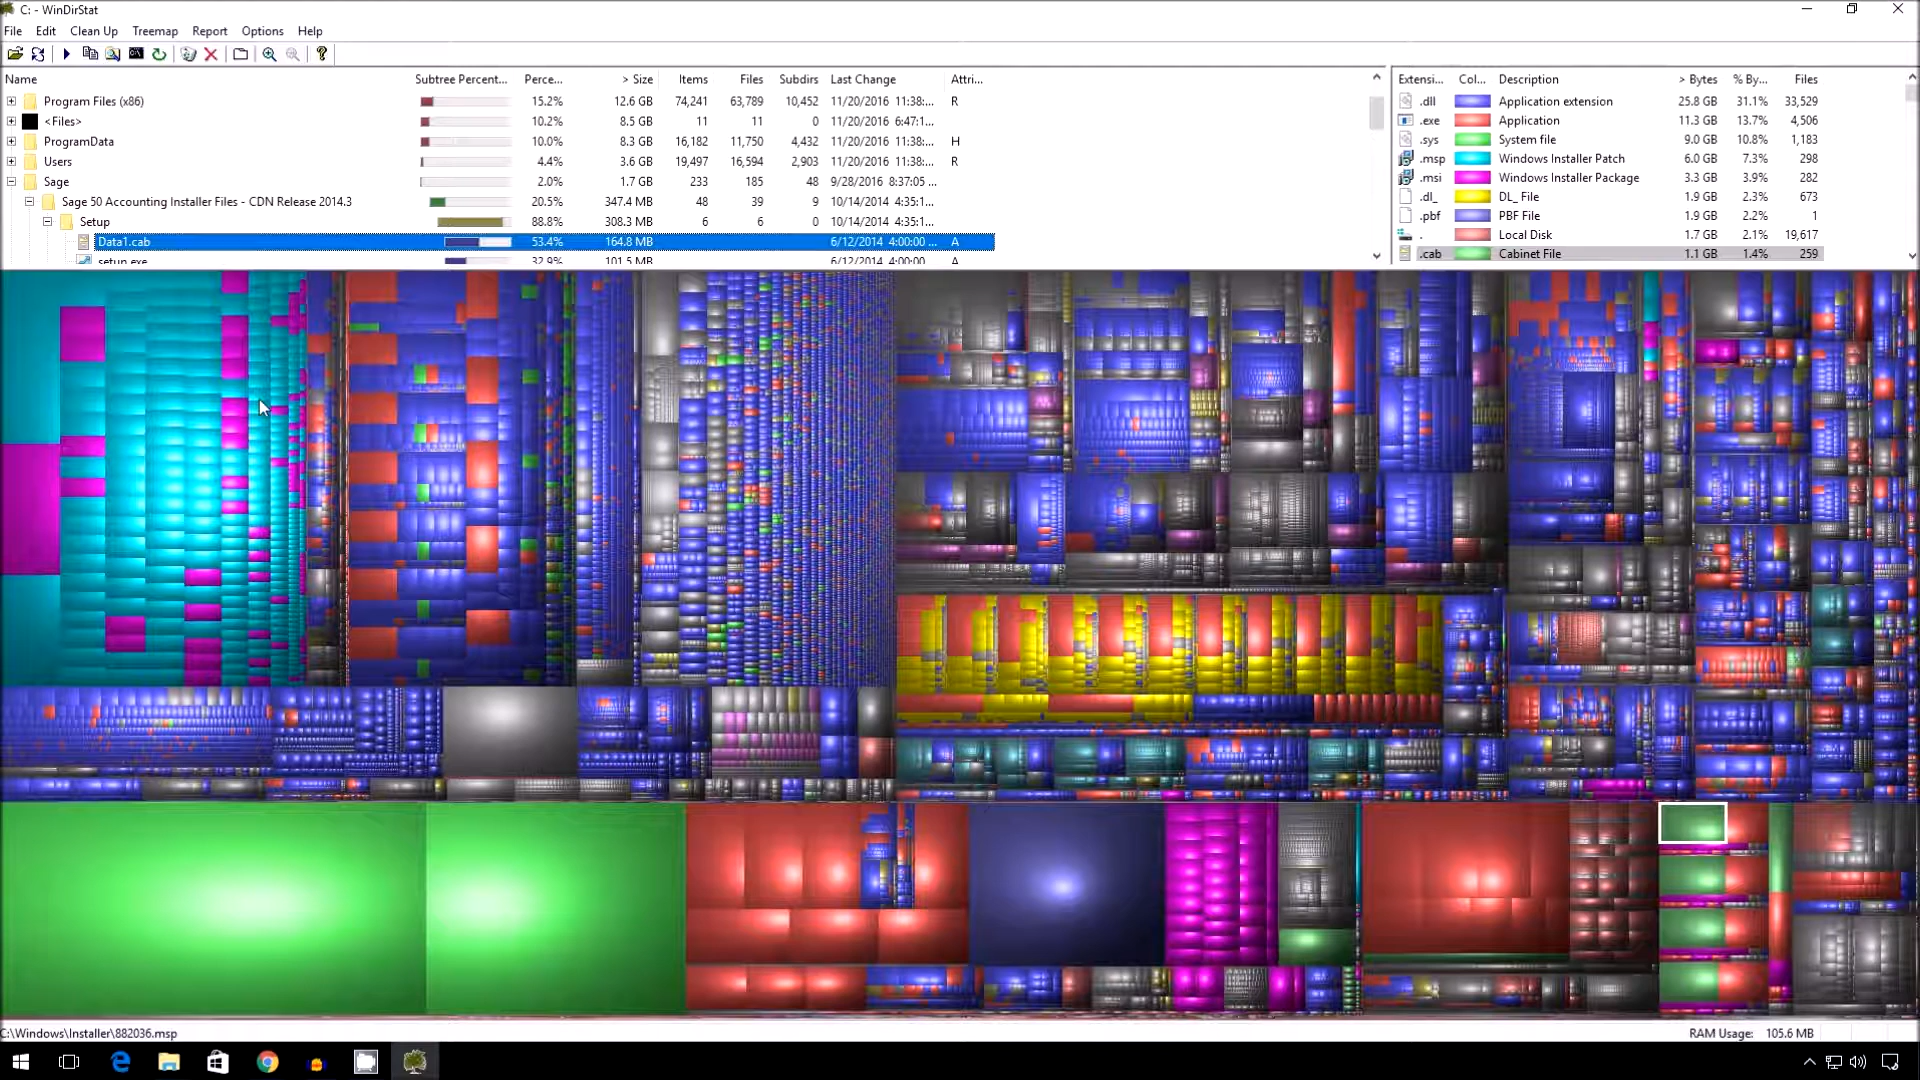 C: - WinDirStat
File Edit Clean Up Treemap Report Options Help
Name Subtree Percent... Perce... > Size Items Files Subdirs Last Change Attri...
Program Files (x86) 15.2% 12.6 GB 74,241 63,789 10,452 11/20/2016 11:38:... R
<Files> 10.2% 8.5 GB 11 11 0 11/20/2016 6:47:1...
ProgramData 10.0% 8.3 GB 16,182 11,750 4,432 11/20/2016 11:38:... H
Users 4.4% 3.6 GB 19,497 16,594 2,903 11/20/2016 11:38:... R
Sage 2.0% 1.7 GB 233 185 48 9/28/2016 8:37:05 ...
Sage 50 Accounting Installer Files - CDN Release 2014.3 20.5% 347.4 MB 48 39 9 10/14/2014 4:35:1...
Setup 88.8% 308.3 MB 6 6 0 10/14/2014 4:35:1...
Data1.cab 53.4% 164.8 MB 6/12/2014 4:00:00 ... A
setup.exe 32.9% 101.5 MB 6/12/2014 4:00:00 ... A
Extensi... Col... Description > Bytes % By... Files
.dll Application extension 25.8 GB 31.1% 33,529
.exe Application 11.3 GB 13.7% 4,506
.sys System file 9.0 GB 10.8% 1,183
.msp Windows Installer Patch 6.0 GB 7.3% 298
.msi Windows Installer Package 3.3 GB 3.9% 282
.dl_ DL_ File 1.9 GB 2.3% 673
.pbf PBF File 1.9 GB 2.2% 1
. Local Disk 1.7 GB 2.1% 19,617
.cab Cabinet File 1.1 GB 1.4% 259
C:\Windows\Installer\882036.msp
RAM Usage: 105.6 MB